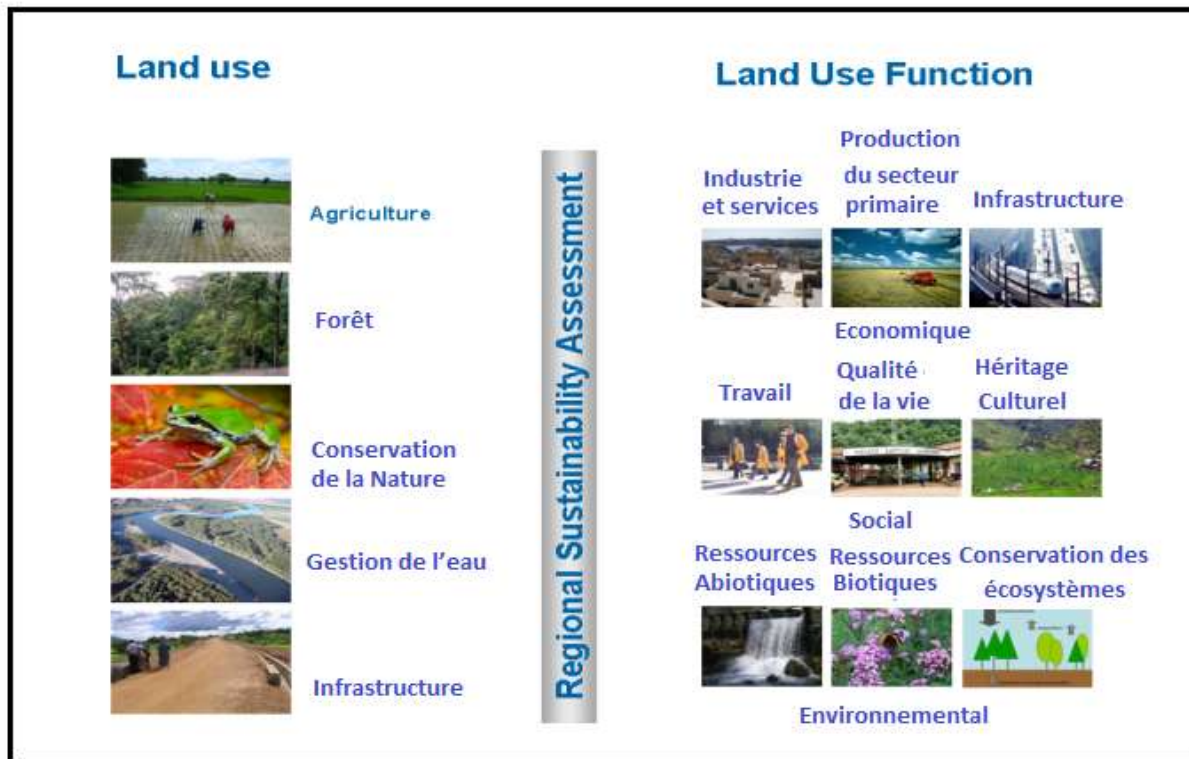 Land use
Agriculture
Forêt
Conservation
de la Nature
Gestion de l'eau
Infrastructure
Regional Sustainability Assessment
Land Use Function
Industrie
et services
Production
du secteur
primaire
Infrastructure
Economique
Travail
Qualité
de la vie
Héritage
Culturel
Social
Ressources
Abiotiques
Ressources
Biotiques
Conservation des
écosystèmes
Environnemental